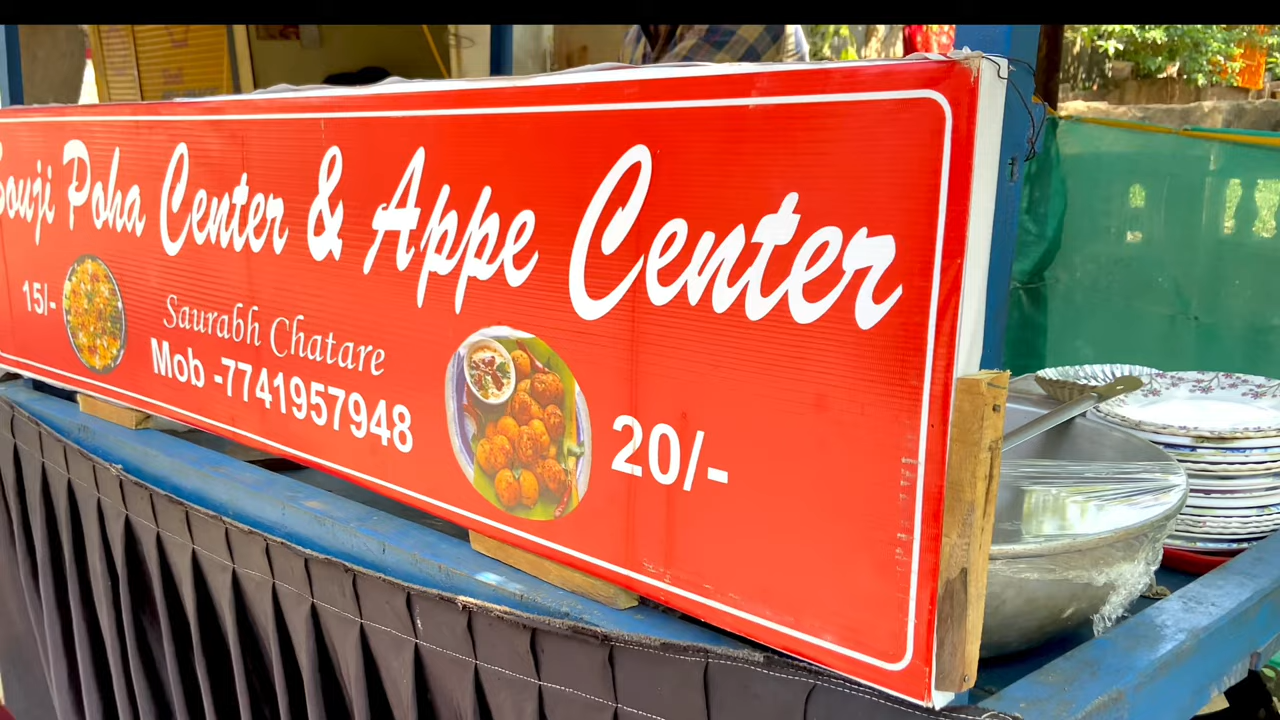 Souji Poha Center & Appe Center
15/-
Saurabh Chatare
Mob -7741957948
20/-